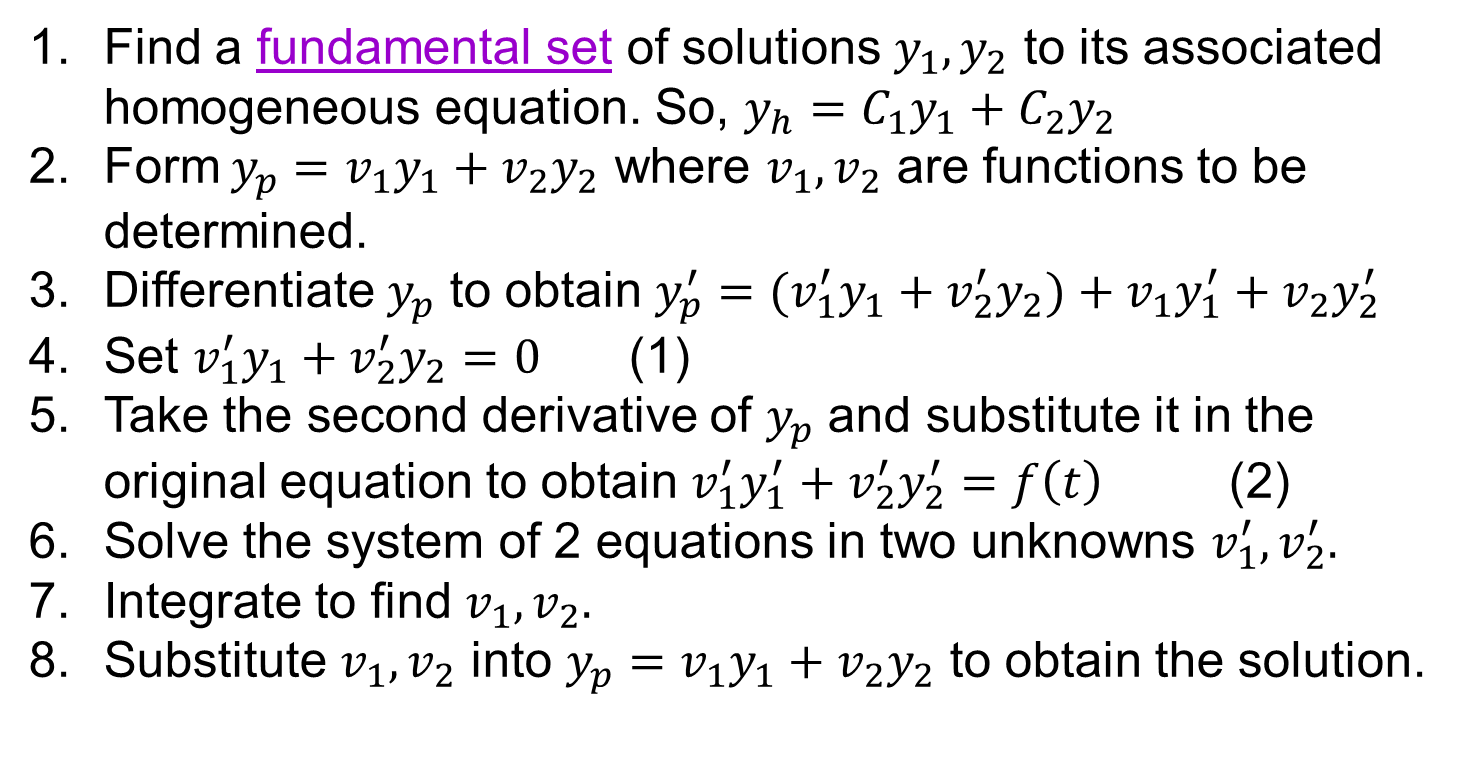 1. Find a fundamental set of solutions 𝑦₁, 𝑦₂ to its associated
homogeneous equation. So, 𝑦ₕ = 𝐶₁𝑦₁ + 𝐶₂𝑦₂
2. Form 𝑦ₚ = 𝑣₁𝑦₁ + 𝑣₂𝑦₂ where 𝑣₁, 𝑣₂ are functions to be
determined.
3. Differentiate 𝑦ₚ to obtain 𝑦ₚ′ = (𝑣₁′𝑦₁ + 𝑣₂′𝑦₂) + 𝑣₁𝑦₁′ + 𝑣₂𝑦₂′
4. Set 𝑣₁′𝑦₁ + 𝑣₂′𝑦₂ = 0 (1)
5. Take the second derivative of 𝑦ₚ and substitute it in the
original equation to obtain 𝑣₁′𝑦₁′ + 𝑣₂′𝑦₂′ = 𝑓(𝑡) (2)
6. Solve the system of 2 equations in two unknowns 𝑣₁′, 𝑣₂′.
7. Integrate to find 𝑣₁, 𝑣₂.
8. Substitute 𝑣₁, 𝑣₂ into 𝑦ₚ = 𝑣₁𝑦₁ + 𝑣₂𝑦₂ to obtain the solution.